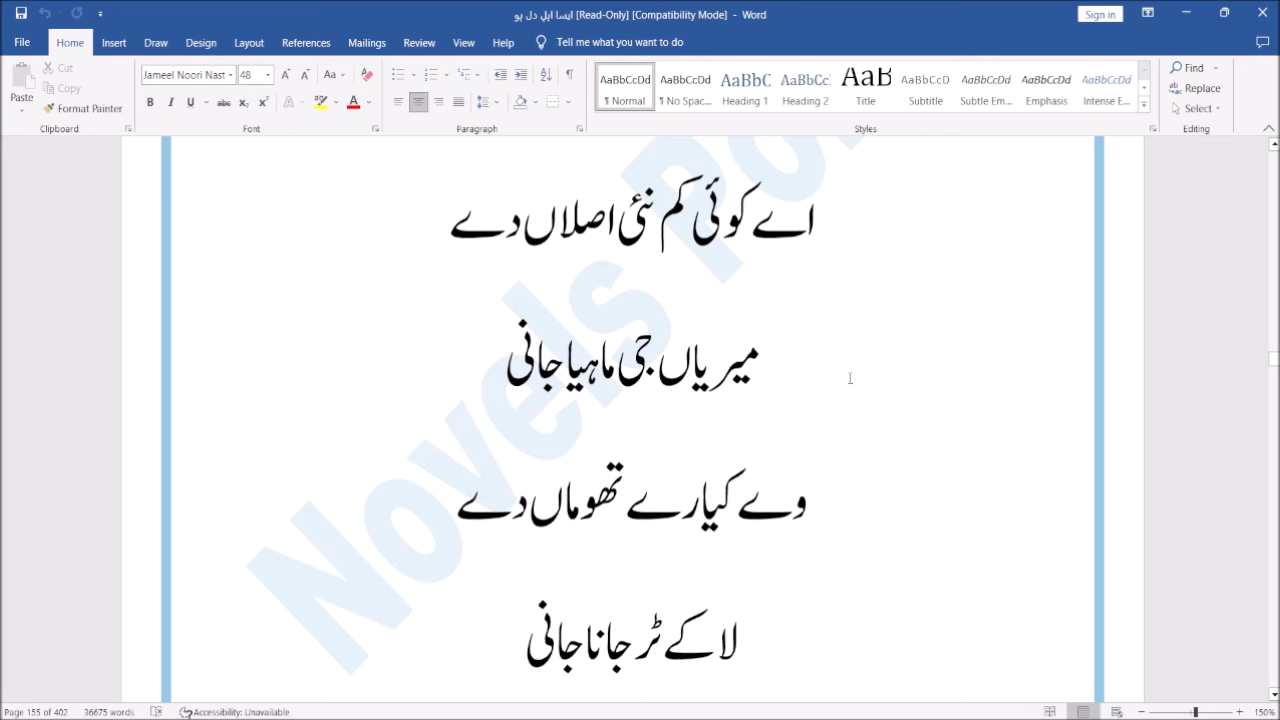 ایسا اہلِ دل ہو [Read-Only] [Compatibility Mode] - Word
Sign in
File Home Insert Draw Design Layout References Mailings Review View Help Tell me what you want to do
Paste
Cut
Copy
Format Painter
Clipboard
Jameel Noori Nast 48
Font
Paragraph
AaBbCcDd AaBbCcDd AaBbC AaBbCc AaB AaBbCcD AaBbCcDd AaBbCcDd AaBbCcDd
¶ Normal ¶ No Spac... Heading 1 Heading 2 Title Subtitle Subtle Em... Emphasis Intense E...
Styles
Find
Replace
Select
Editing
اے کوئی کم نئی اصلاں دے
میریاں جی ماہیا جانی
وے کیارے تھوماں دے
لا کے ٹر جانا جانی
Novels
Page 155 of 402 36675 words Accessibility: Unavailable 150%